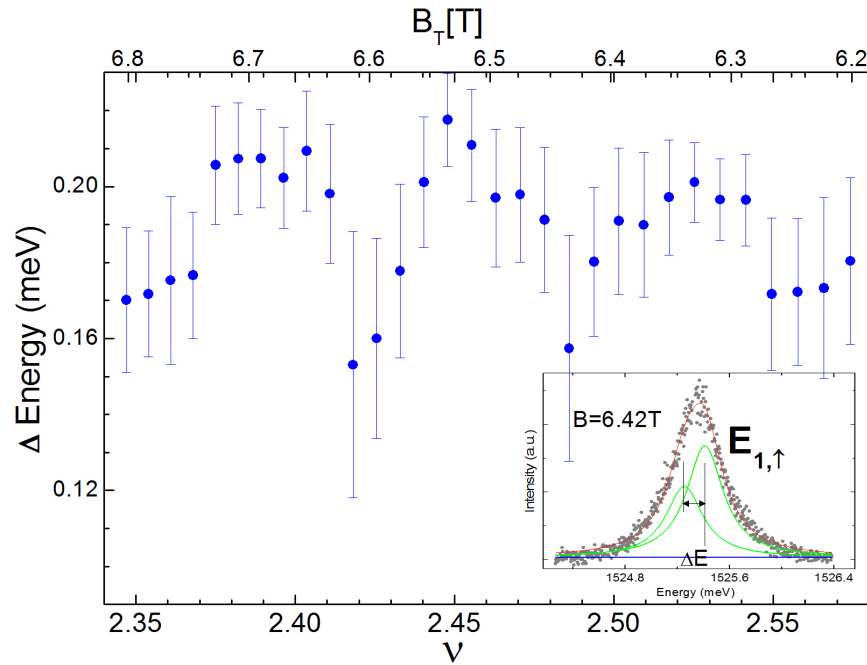 B_T[T]
6.8 6.7 6.6 6.5 6.4 6.3 6.2
0.20
0.16
0.12
Δ Energy (meV)
B=6.42T
E_1,↑
Intensity (a.u)
ΔE
1524.8 1525.6 1526.4
Energy (meV)
2.35 2.40 2.45 2.50 2.55
ν